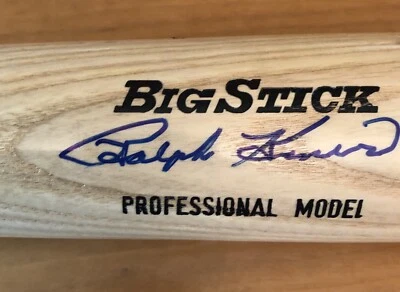 BIG STICK
Ralph Kiner
PROFESSIONAL MODEL